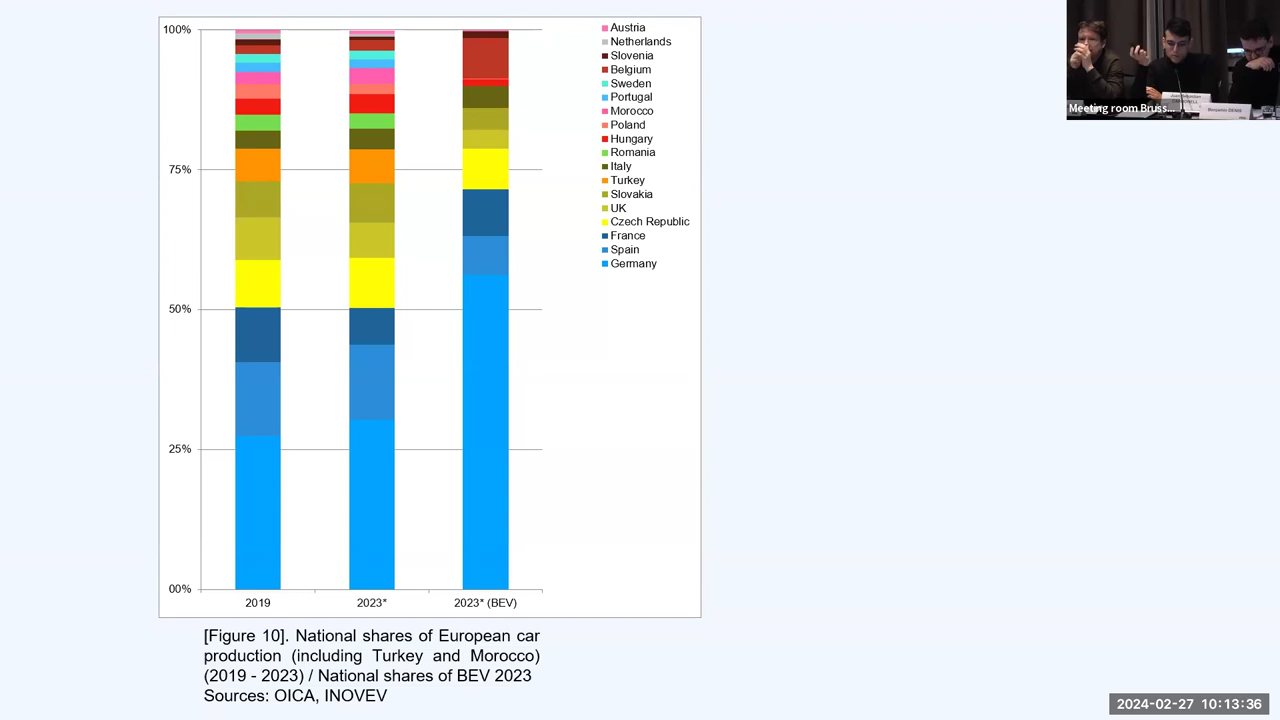 100%
75%
50%
25%
00%
2019
2023*
2023* (BEV)
Austria
Netherlands
Slovenia
Belgium
Sweden
Portugal
Morocco
Poland
Hungary
Romania
Italy
Turkey
Slovakia
UK
Czech Republic
France
Spain
Germany
[Figure 10]. National shares of European car
production (including Turkey and Morocco)
(2019 - 2023) / National shares of BEV 2023
Sources: OICA, INOVEV
Meeting room Bruss...
2024-02-27 10:13:36